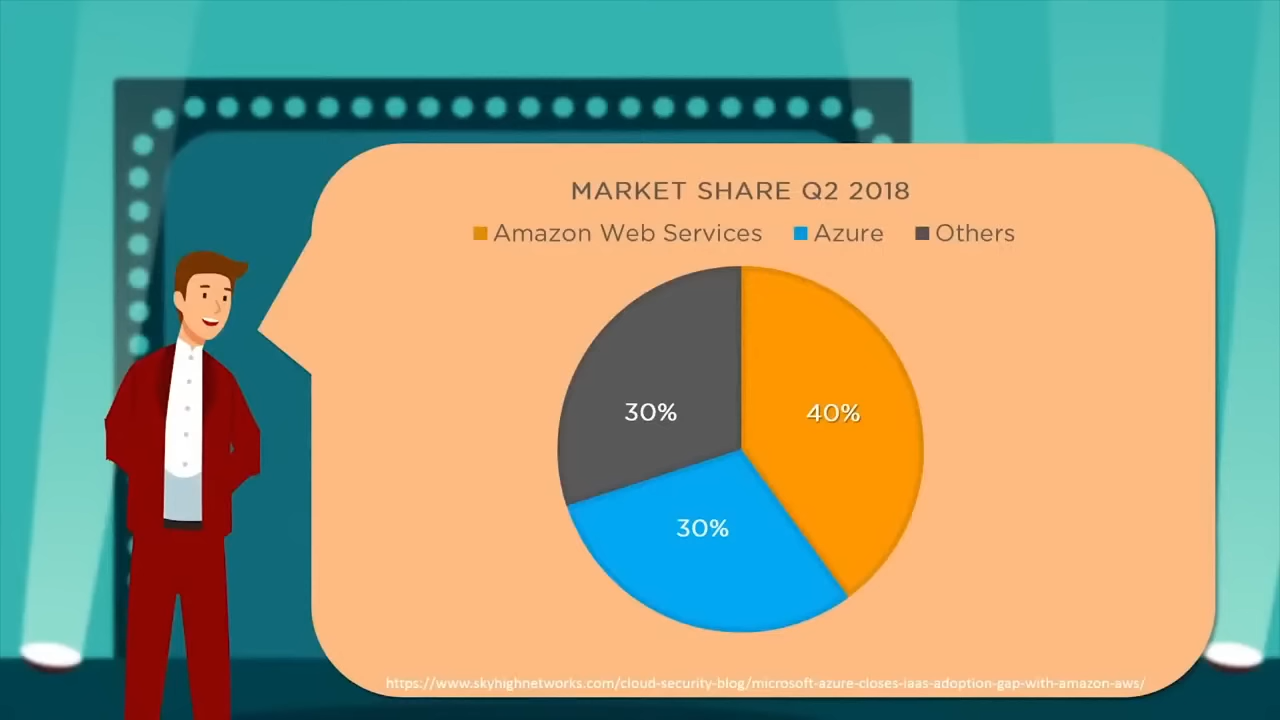 MARKET SHARE Q2 2018
Amazon Web Services Azure Others
30% 40%
30%
https://www.skyhighnetworks.com/cloud-security-blog/microsoft-azure-closes-iaas-adoption-gap-with-amazon-aws/